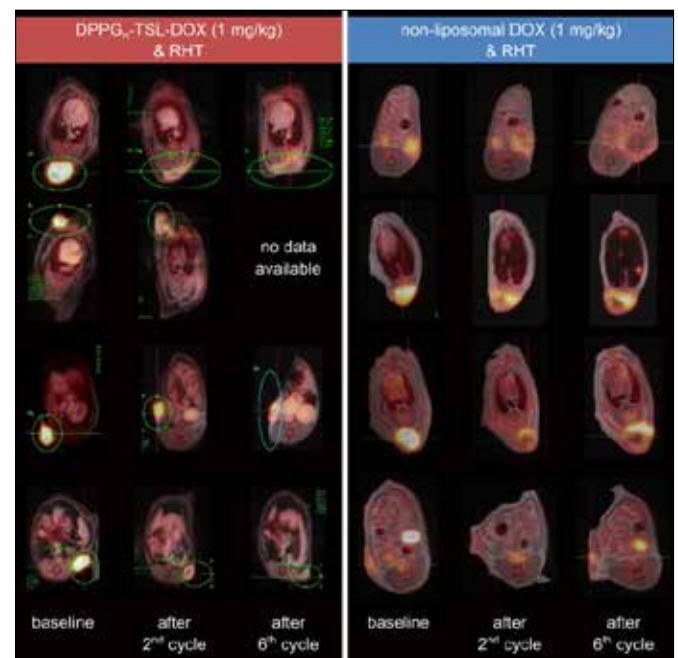 DPPG₂-TSL-DOX (1 mg/kg)
& RHT
non-liposomal DOX (1 mg/kg)
& RHT
no data
available
baseline
after
2nd cycle
after
6th cycle
baseline
after
2nd cycle
after
6th cycle